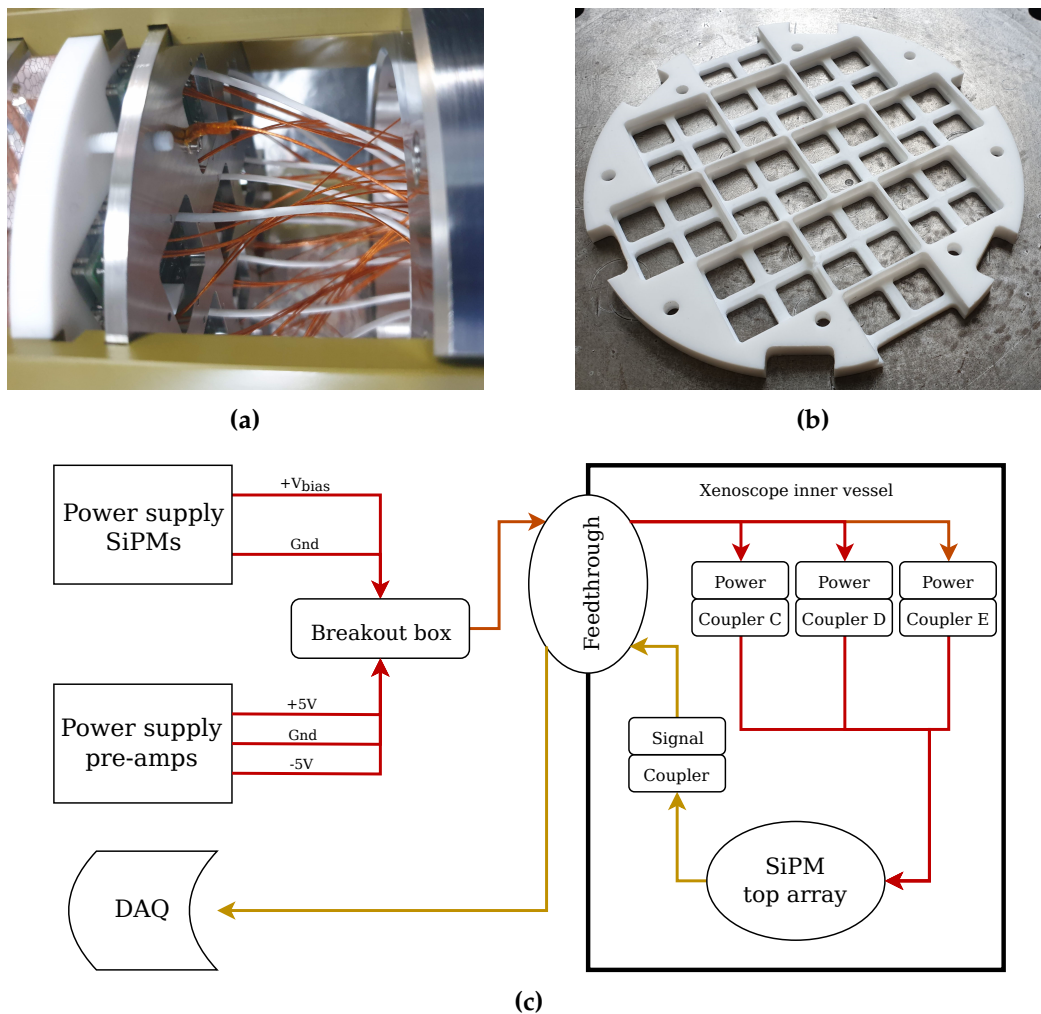 (a)
(b)
Power supply
SiPMs
+Vbias
Gnd
Xenoscope inner vessel
Feedthrough
Power
Coupler C
Power
Coupler D
Power
Coupler E
Breakout box
Power supply
pre-amps
+5V
Gnd
-5V
Signal
Coupler
SiPM
top array
DAQ
(c)